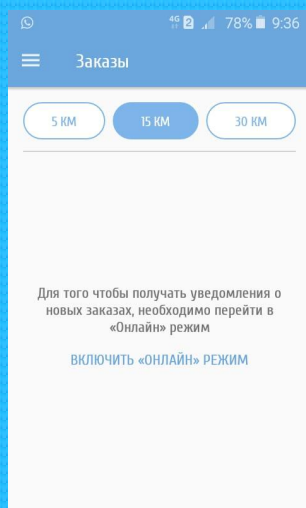 4G 2 78% 9:36
Заказы
5 КМ 15 КМ 30 КМ
Для того чтобы получать уведомления о
новых заказах, необходимо перейти в
«Онлайн» режим
ВКЛЮЧИТЬ «ОНЛАЙН» РЕЖИМ